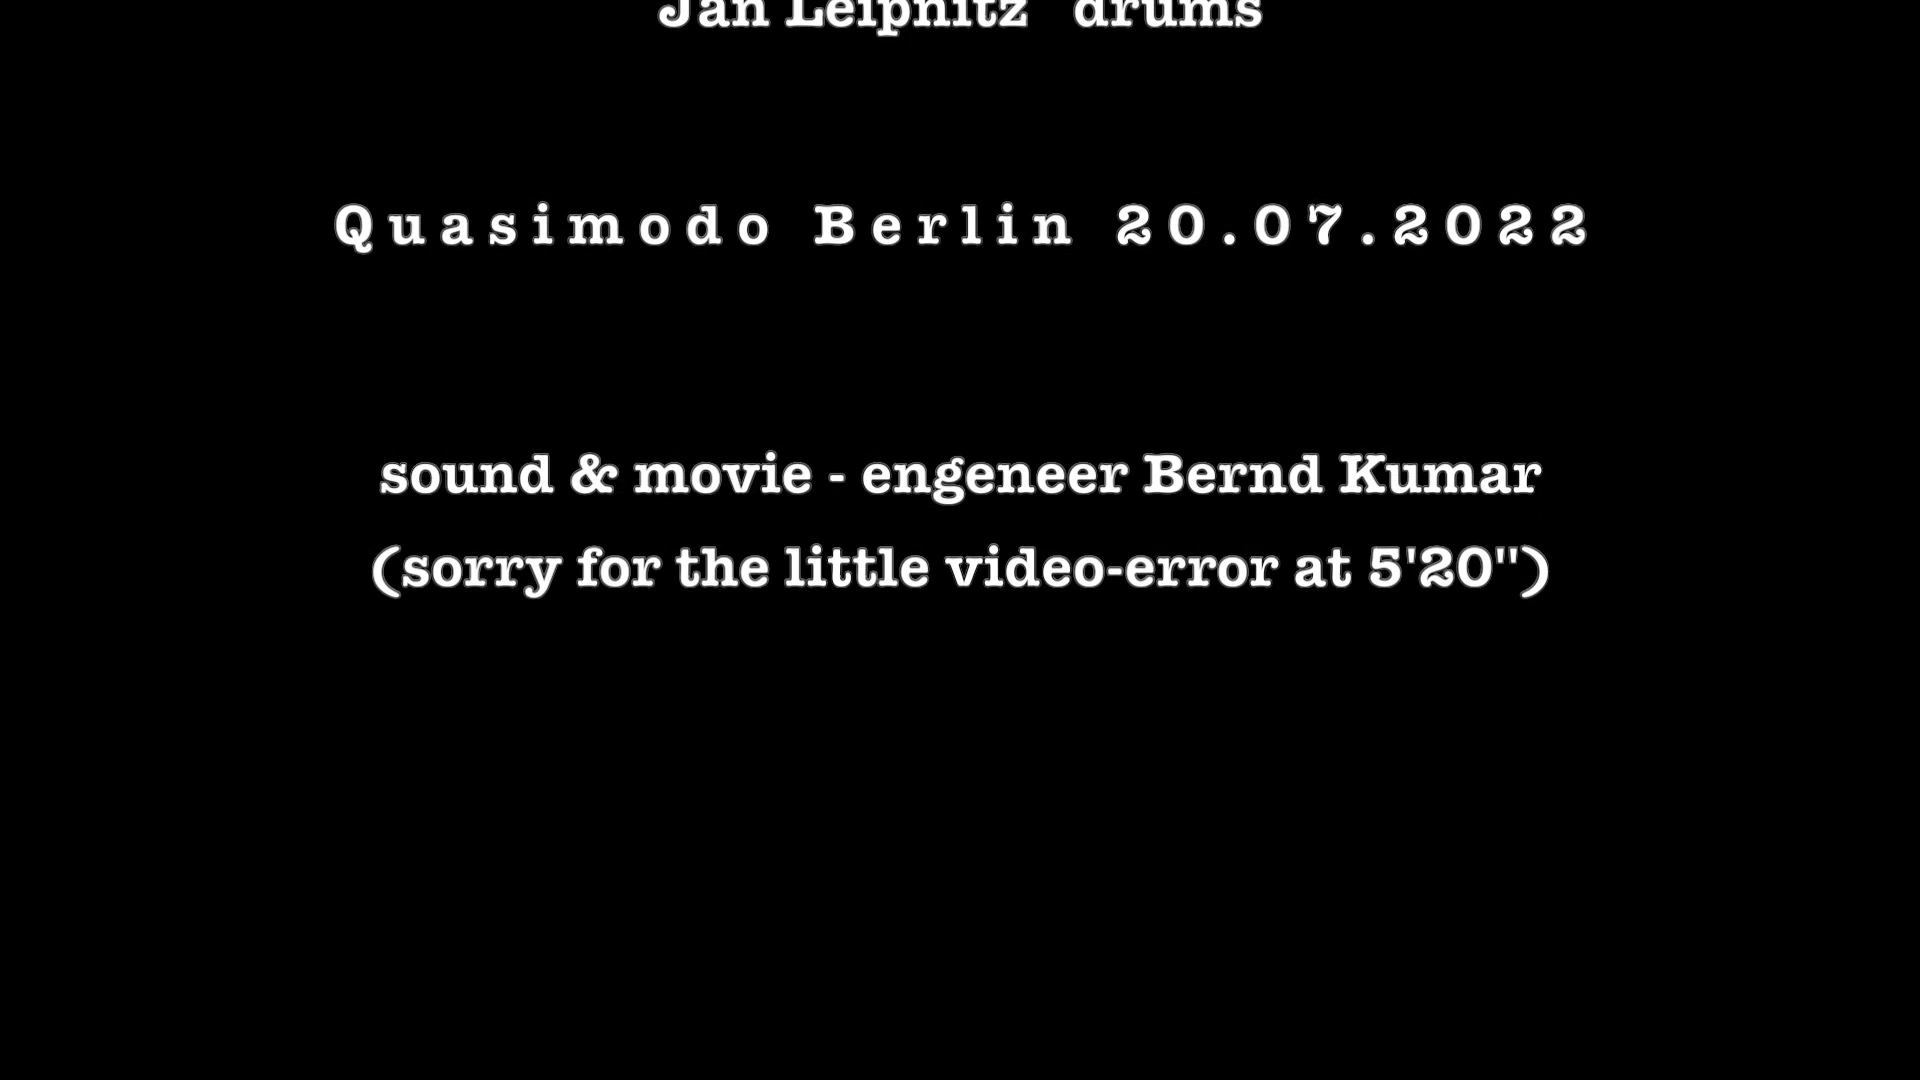 Jan Leipnitz drums
Quasimodo Berlin 20.07.2022
sound & movie - engeneer Bernd Kumar
(sorry for the little video-error at 5'20")